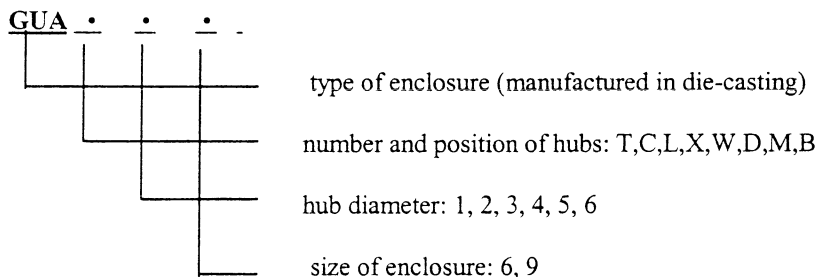 GUA . . . -
type of enclosure (manufactured in die-casting)
number and position of hubs: T,C,L,X,W,D,M,B
hub diameter: 1, 2, 3, 4, 5, 6
size of enclosure: 6, 9